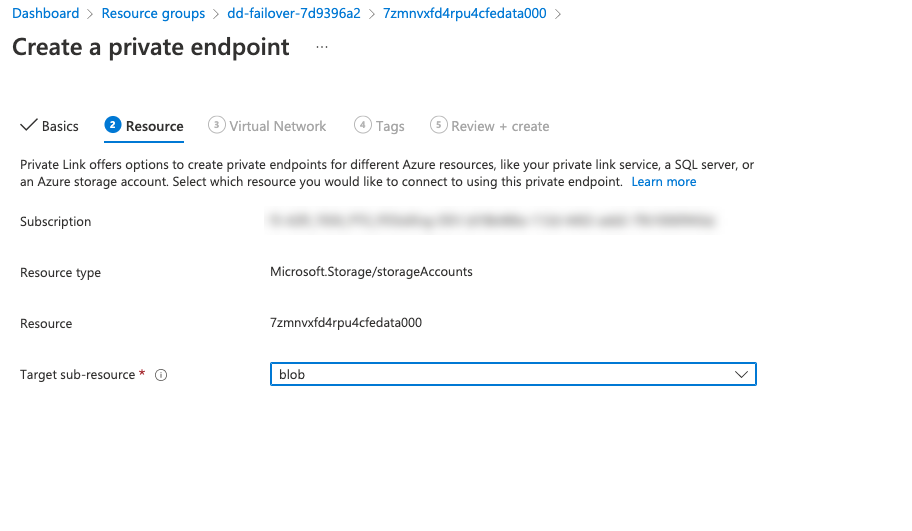 Dashboard > Resource groups > dd-failover-7d9396a2 > 7zmnvxfd4rpu4cfedata000 >
Create a private endpoint ...
Basics 2 Resource 3 Virtual Network 4 Tags 5 Review + create
Private Link offers options to create private endpoints for different Azure resources, like your private link service, a SQL server, or
an Azure storage account. Select which resource you would like to connect to using this private endpoint. Learn more
Subscription
Resource type Microsoft.Storage/storageAccounts
Resource 7zmnvxfd4rpu4cfedata000
Target sub-resource * blob